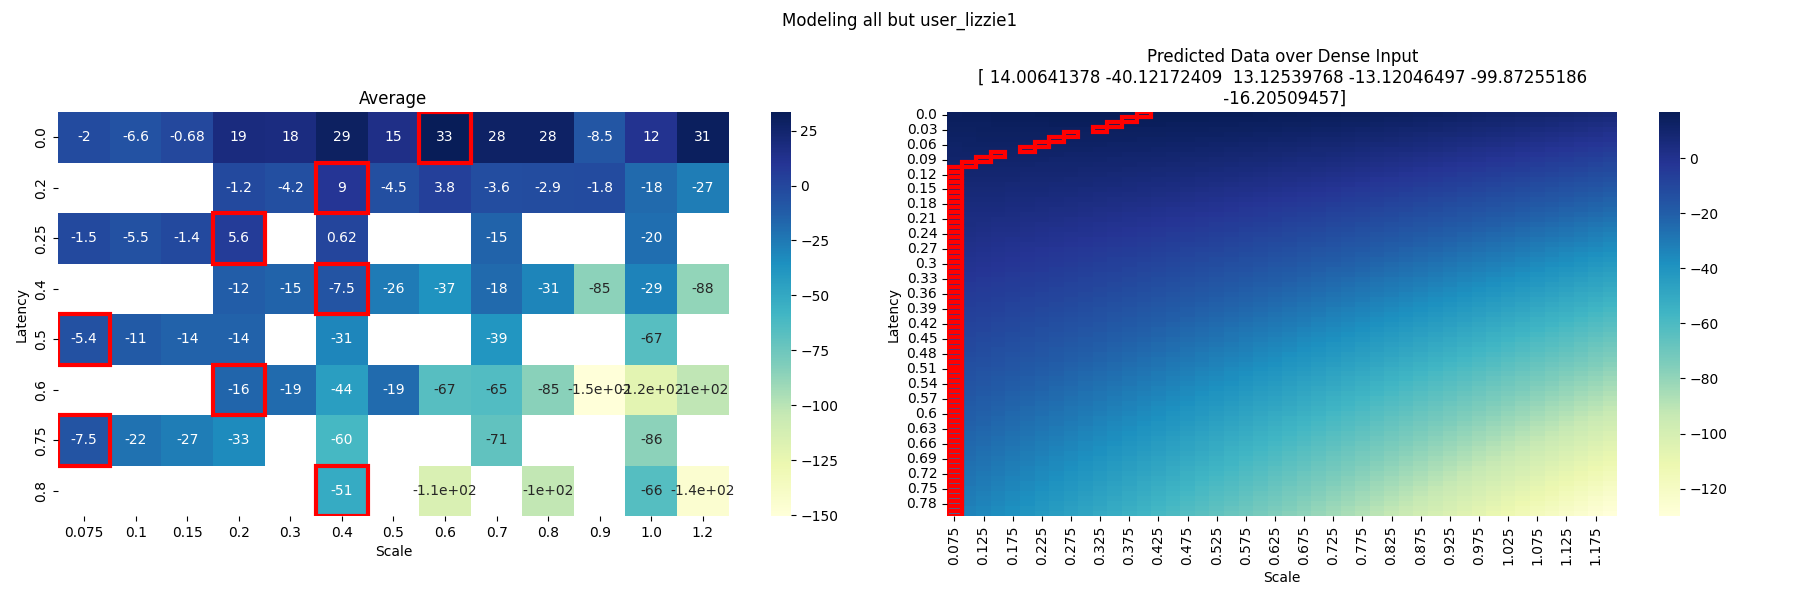 Modeling all but user_lizzie1
Average
0.0 -2 -6.6 -0.68 19 18 29 15 33 28 28 -8.5 12 31
0.2 -1.2 -4.2 9 -4.5 3.8 -3.6 -2.9 -1.8 -18 -27
0.25 -1.5 -5.5 -1.4 5.6 0.62 -15 -20
0.4 -12 -15 -7.5 -26 -37 -18 -31 -85 -29 -88
0.5 -5.4 -11 -14 -14 -31 -39 -67
0.6 -16 -19 -44 -19 -67 -65 -85 -1.5e+02 -1.2e+02 -1e+02
0.75 -7.5 -22 -27 -33 -60 -71 -86
0.8 -51 -1.1e+02 -1e+02 -66 -1.4e+02
Latency
0.075 0.1 0.15 0.2 0.3 0.4 0.5 0.6 0.7 0.8 0.9 1.0 1.2
Scale
25
0
−25
−50
−75
−100
−125
−150
Predicted Data over Dense Input
[ 14.00641378 -40.12172409  13.12539768 -13.12046497 -99.87255186
-16.20509457]
0.0
0.03
0.06
0.09
0.12
0.15
0.18
0.21
0.24
0.27
0.3
0.33
0.36
0.39
0.42
0.45
0.48
0.51
0.54
0.57
0.6
0.63
0.66
0.69
0.72
0.75
0.78
Latency
0.075 0.125 0.175 0.225 0.275 0.325 0.375 0.425 0.475 0.525 0.575 0.625 0.675 0.725 0.775 0.825 0.875 0.925 0.975 1.025 1.075 1.125 1.175
Scale
0
−20
−40
−60
−80
−100
−120